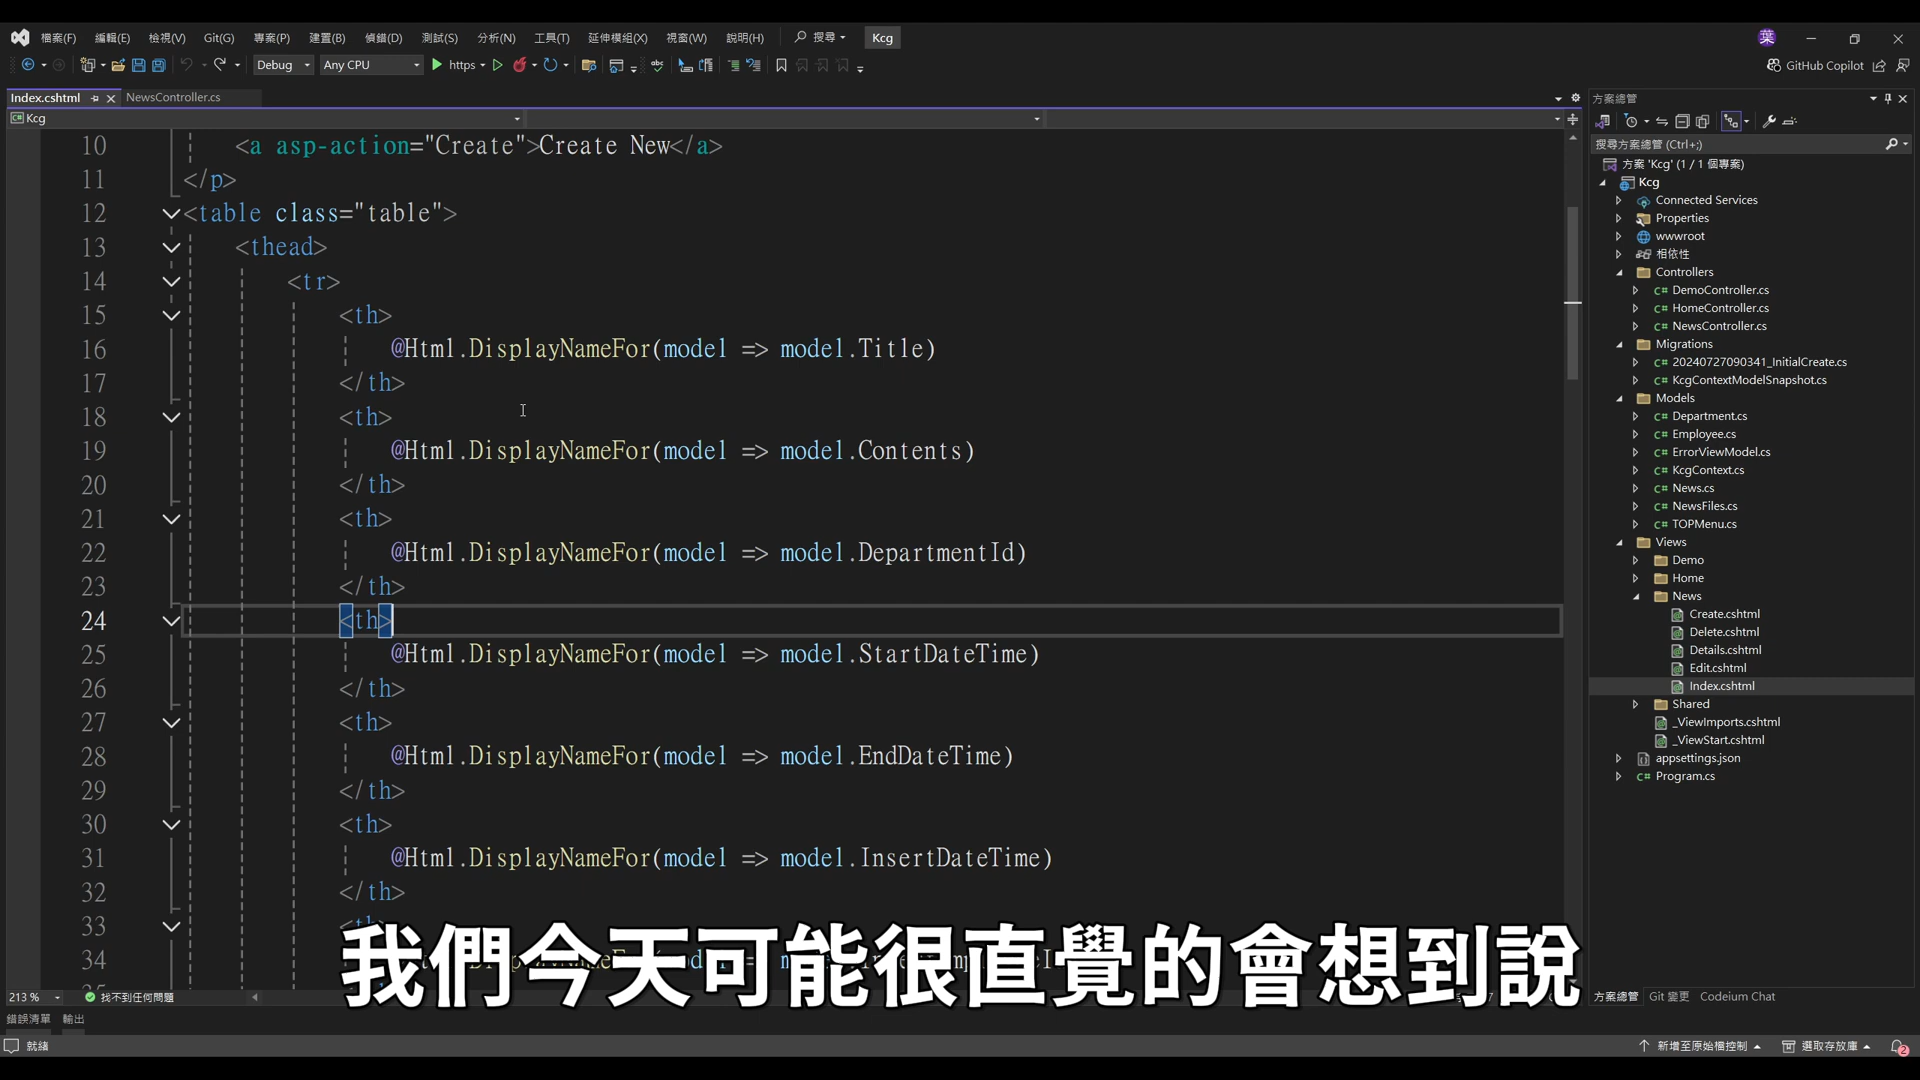 檔案(F) 編輯(E) 檢視(V) Git(G) 專案(P) 建置(B) 偵錯(D) 測試(S) 分析(N) 工具(T) 延伸模組(X) 視窗(W) 說明(H) 搜尋 Kcg 葉
Debug Any CPU https GitHub Copilot
Index.cshtml NewsController.cs
Kcg
10 <a asp-action="Create">Create New</a>
11 </p>
12 <table class="table">
13 <thead>
14 <tr>
15 <th>
16 @Html.DisplayNameFor(model => model.Title)
17 </th>
18 <th>
19 @Html.DisplayNameFor(model => model.Contents)
20 </th>
21 <th>
22 @Html.DisplayNameFor(model => model.DepartmentId)
23 </th>
24 <th>
25 @Html.DisplayNameFor(model => model.StartDateTime)
26 </th>
27 <th>
28 @Html.DisplayNameFor(model => model.EndDateTime)
29 </th>
30 <th>
31 @Html.DisplayNameFor(model => model.InsertDateTime)
32 </th>
33 <th>
34
我們今天可能很直覺的會想到說
213 % 找不到任何問題
錯誤清單 輸出
就緒
方案總管
搜尋方案總管 (Ctrl+;)
方案 'Kcg' (1 / 1 個專案)
Kcg
Connected Services
Properties
wwwroot
相依性
Controllers
C# DemoController.cs
C# HomeController.cs
C# NewsController.cs
Migrations
C# 20240727090341_InitialCreate.cs
C# KcgContextModelSnapshot.cs
Models
C# Department.cs
C# Employee.cs
C# ErrorViewModel.cs
C# KcgContext.cs
C# News.cs
C# NewsFiles.cs
C# TOPMenu.cs
Views
Demo
Home
News
Create.cshtml
Delete.cshtml
Details.cshtml
Edit.cshtml
Index.cshtml
Shared
_ViewImports.cshtml
_ViewStart.cshtml
appsettings.json
C# Program.cs
方案總管 Git 變更 Codeium Chat
新增至原始檔控制 選取存放庫 2